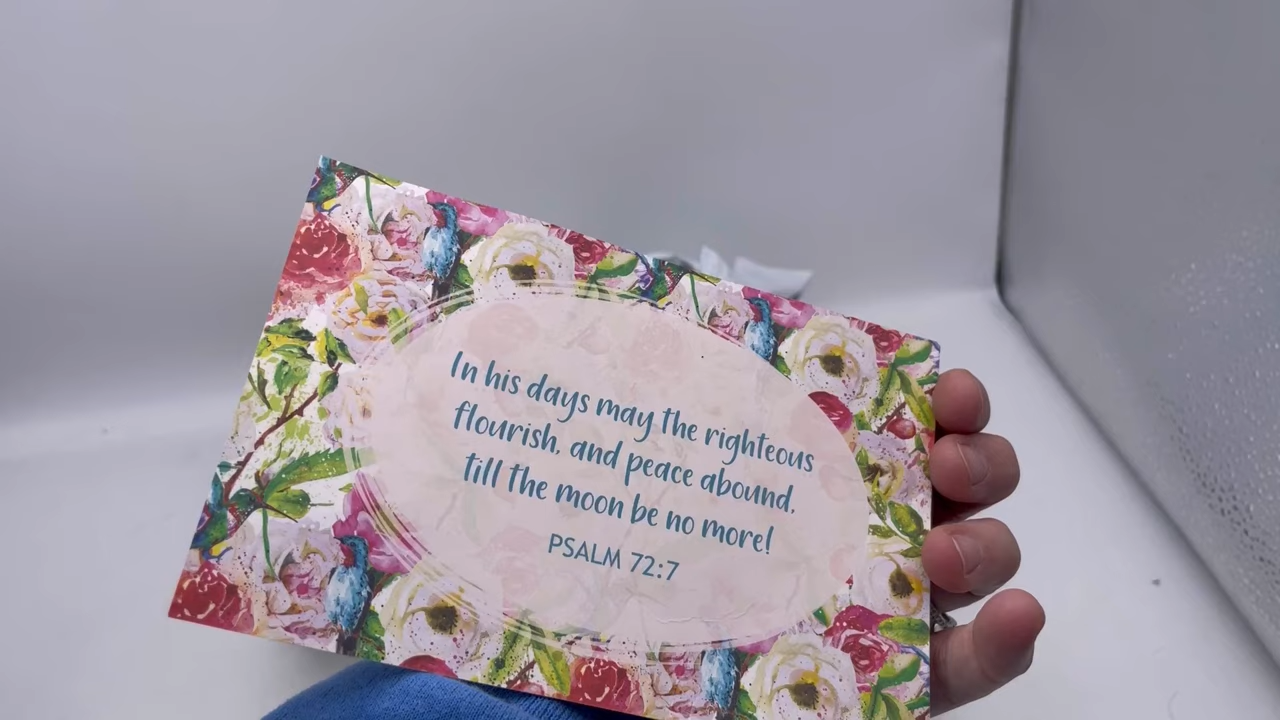 In his days may the righteous
flourish, and peace abound,
till the moon be no more!
PSALM 72:7